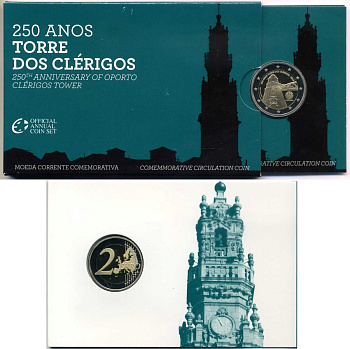 250 ANOS
TORRE
DOS CLÉRIGOS
250TH ANNIVERSARY OF OPORTO
CLÉRIGOS TOWER
OFFICIAL
ANNUAL
COIN SET
MOEDA CORRENTE COMEMORATIVA
COMMEMORATIVE CIRCULATION COIN
MEMORATIVE CIRCULATION COIN
2